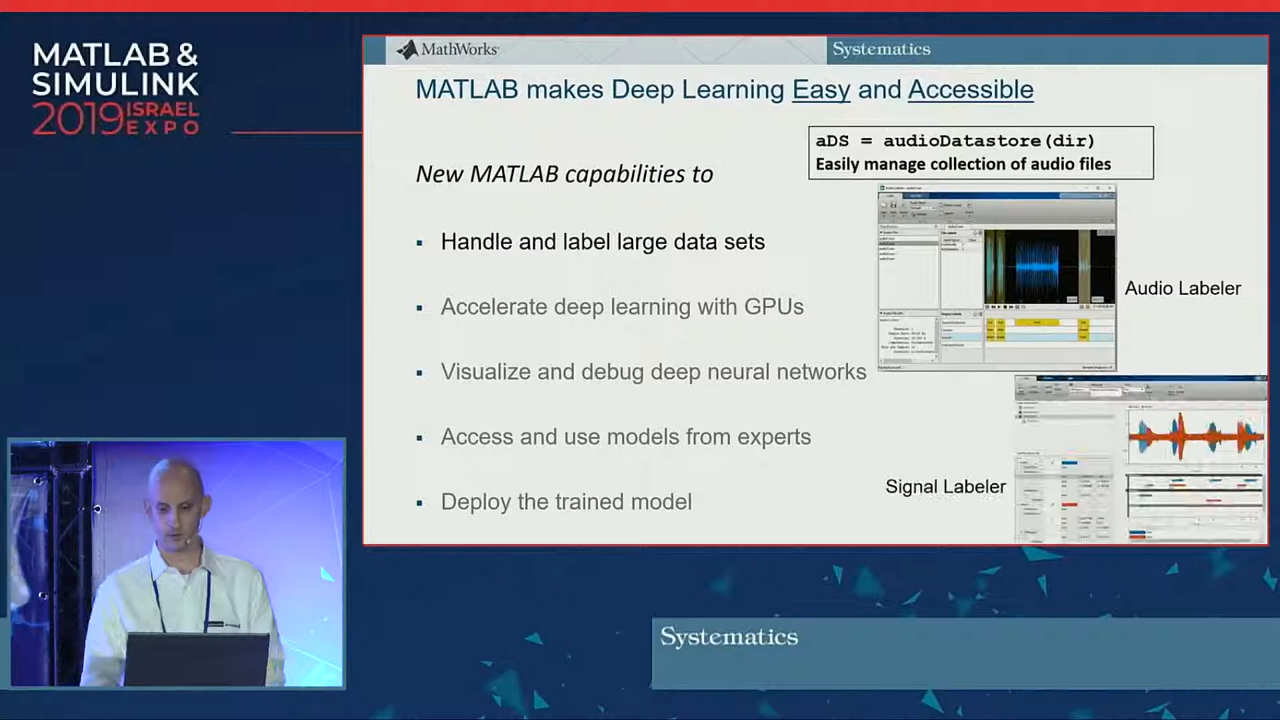 MATLAB &
SIMULINK
2019 ISRAEL
EXPO
MathWorks
Systematics
MATLAB makes Deep Learning Easy and Accessible
aDS = audioDatastore(dir)
Easily manage collection of audio files
New MATLAB capabilities to
▪ Handle and label large data sets
▪ Accelerate deep learning with GPUs
▪ Visualize and debug deep neural networks
▪ Access and use models from experts
▪ Deploy the trained model
Audio Labeler
Signal Labeler
Systematics